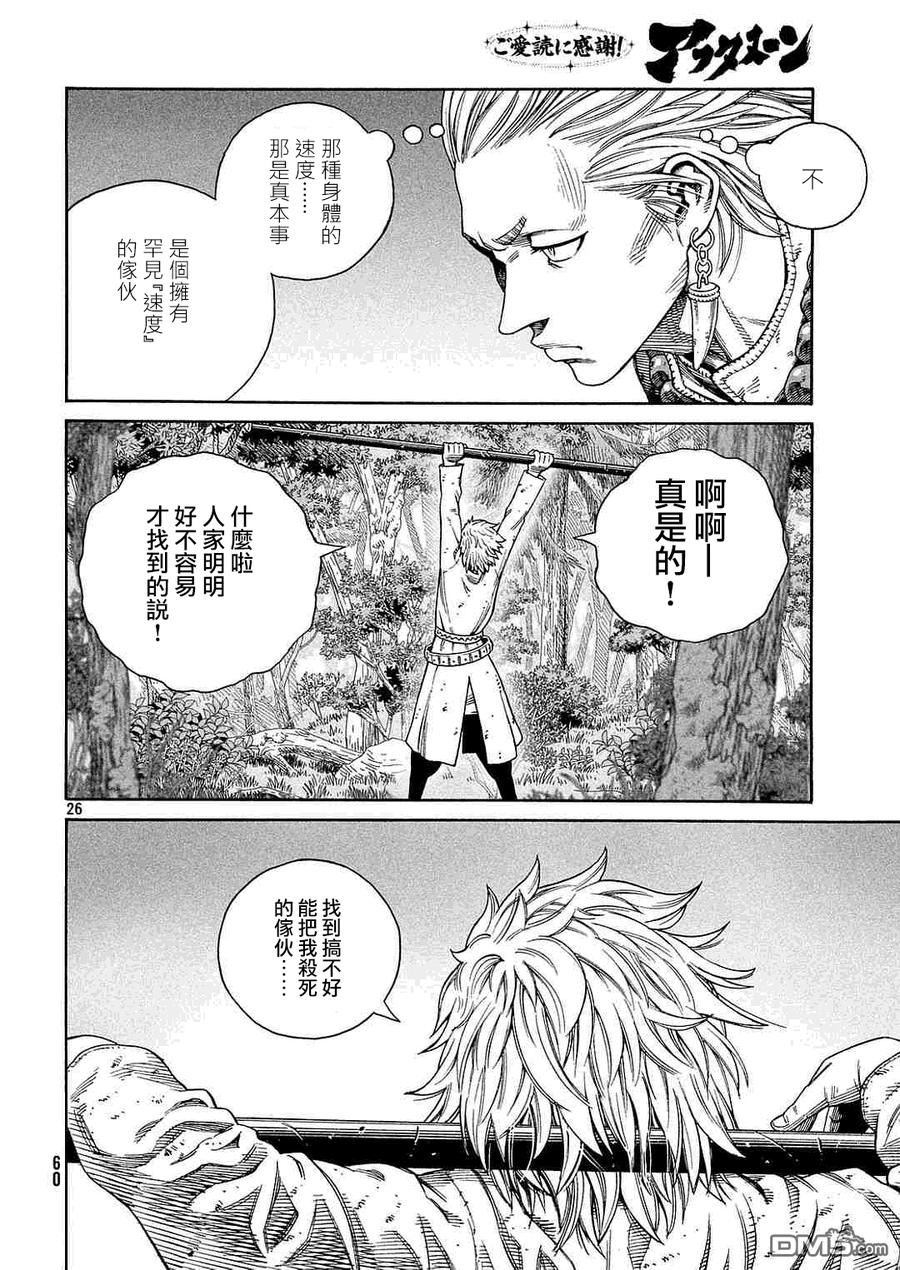 ご愛読に感謝!
アフタヌーン
不
那種身體的
速度……
那是真本事
是個擁有
罕見『速度』
的傢伙
啊啊—
真是的!
什麼啦
人家明明
好不容易
才找到的說!
26
找到搞不好
能把我殺死
的傢伙……
60
DM5.com